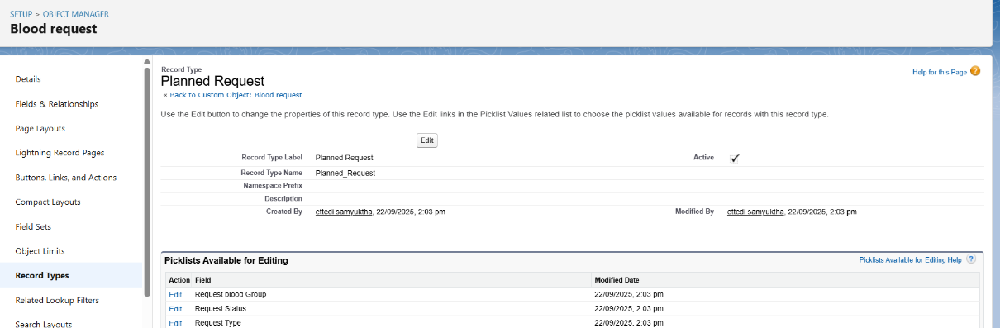 SETUP > OBJECT MANAGER
Blood request
Details
Fields & Relationships
Page Layouts
Lightning Record Pages
Buttons, Links, and Actions
Compact Layouts
Field Sets
Object Limits
Record Types
Related Lookup Filters
Search Layouts
Record Type
Planned Request
Help for this Page ?
« Back to Custom Object: Blood request
Use the Edit button to change the properties of this record type. Use the Edit links in the Picklist Values related list to choose the picklist values available for records with this record type.
Edit
Record Type Label Planned Request Active
Record Type Name Planned_Request
Namespace Prefix
Description
Created By ettedi samyuktha, 22/09/2025, 2:03 pm Modified By ettedi samyuktha, 22/09/2025, 2:03 pm
Picklists Available for Editing Picklists Available for Editing Help ?
Action Field Modified Date
Edit Request blood Group 22/09/2025, 2:03 pm
Edit Request Status 22/09/2025, 2:03 pm
Edit Request Type 22/09/2025, 2:03 pm